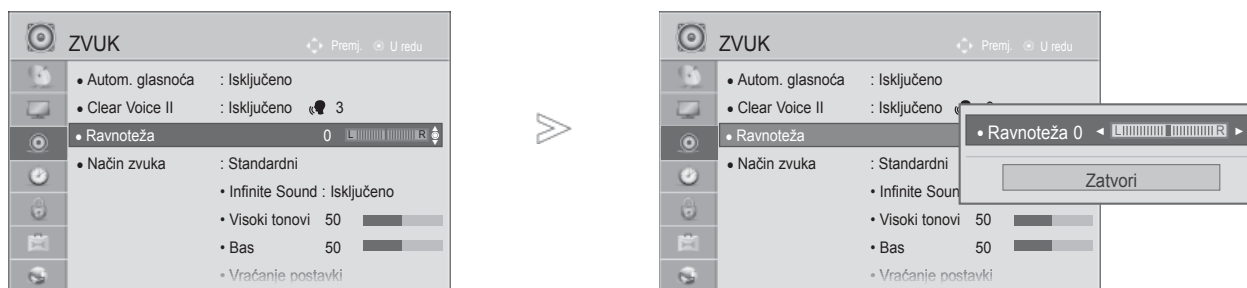 ZVUK
Premj. U redu
• Autom. glasnoća : Isključeno
• Clear Voice II : Isključeno 3
• Ravnoteža 0 L R
• Način zvuka : Standardni
• Infinite Sound : Isključeno
• Visoki tonovi 50
• Bas 50
• Vraćanje postavki
ZVUK
Premj. U redu
• Autom. glasnoća : Isključeno
• Clear Voice II : Isključeno
• Ravnoteža
• Način zvuka : Standardni
• Infinite Soun
• Visoki tonovi 50
• Bas 50
• Vraćanje postavki
• Ravnoteža 0 ◄ L R ►
Zatvori